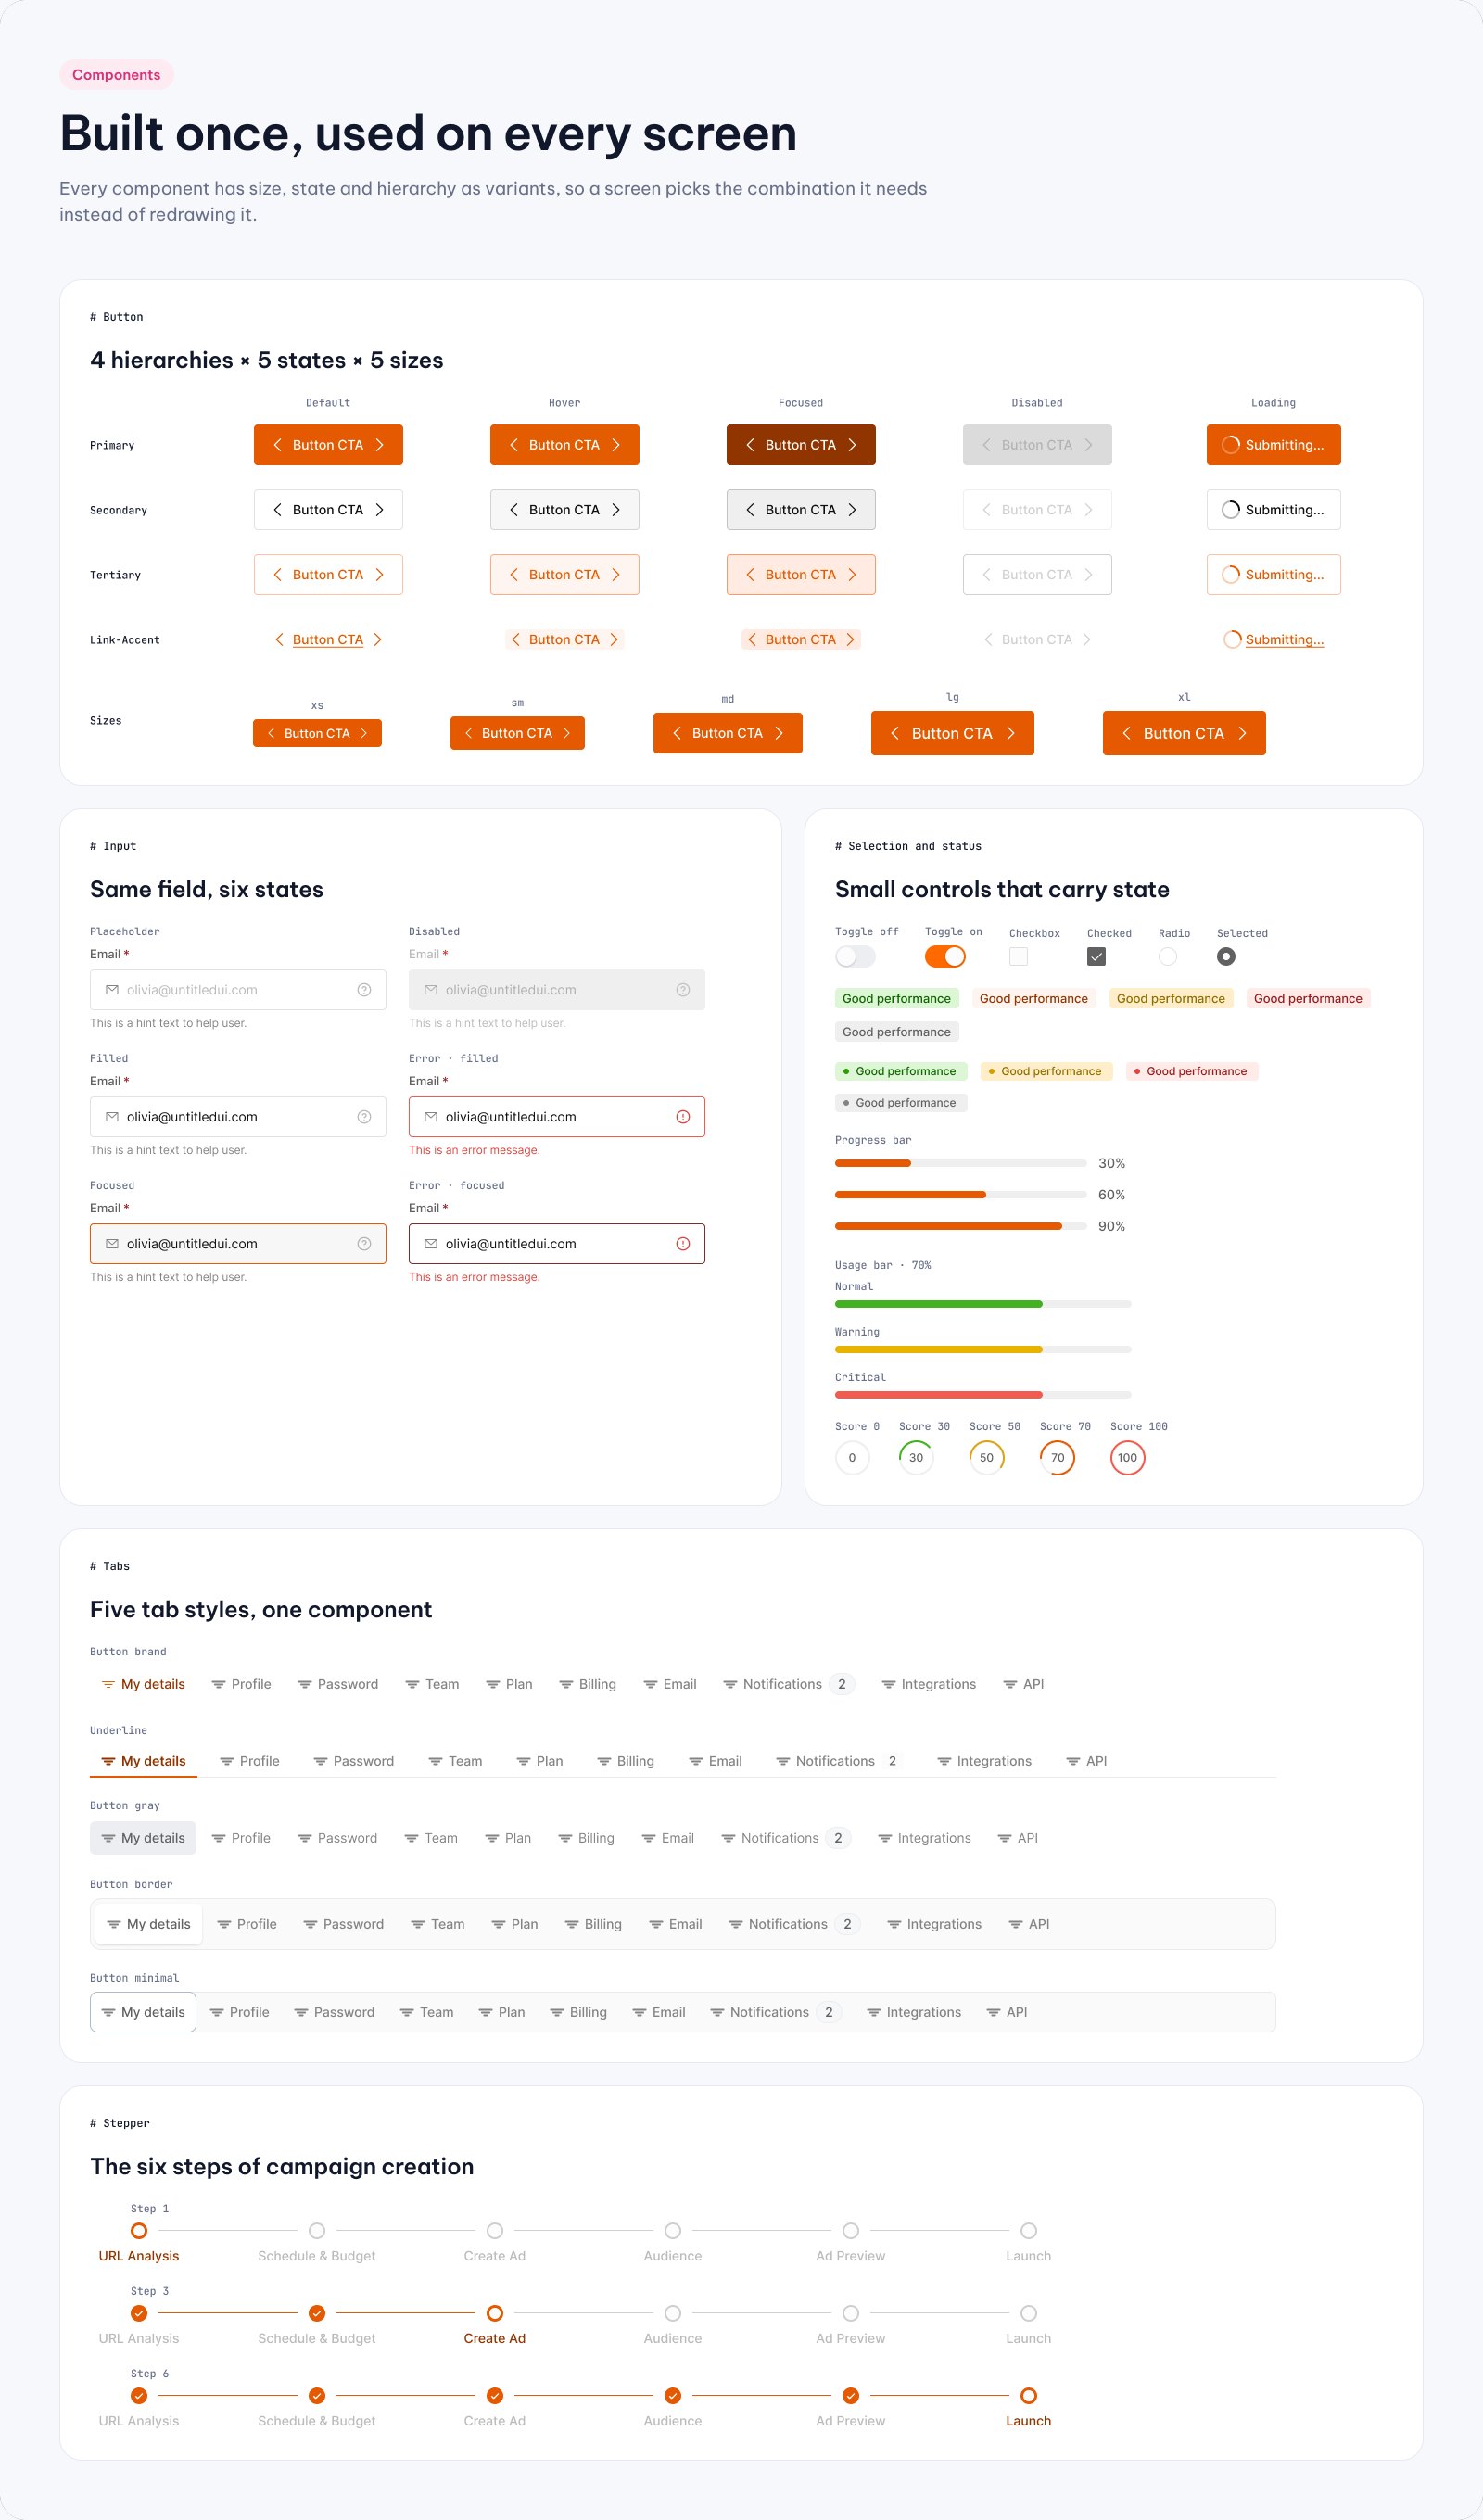 Components
Built once, used on every screen
Every component has size, state and hierarchy as variants, so a screen picks the combination it needs
instead of redrawing it.
# Button
4 hierarchies × 5 states × 5 sizes
Default Hover Focused Disabled Loading
Primary Button CTA Button CTA Button CTA Button CTA Submitting...
Secondary Button CTA Button CTA Button CTA Button CTA Submitting...
Tertiary Button CTA Button CTA Button CTA Button CTA Submitting...
Link-Accent Button CTA Button CTA Button CTA Button CTA Submitting...
xs sm md lg xl
Sizes Button CTA Button CTA Button CTA Button CTA Button CTA
# Input
Same field, six states
Placeholder Disabled
Email * Email *
olivia@untitledui.com olivia@untitledui.com
This is a hint text to help user. This is a hint text to help user.
Filled Error · filled
Email * Email *
olivia@untitledui.com olivia@untitledui.com
This is a hint text to help user. This is an error message.
Focused Error · focused
Email * Email *
olivia@untitledui.com olivia@untitledui.com
This is a hint text to help user. This is an error message.
# Selection and status
Small controls that carry state
Toggle off Toggle on Checkbox Checked Radio Selected
Good performance Good performance Good performance Good performance
Good performance
Good performance Good performance Good performance
Good performance
Progress bar
30%
60%
90%
Usage bar · 70%
Normal
Warning
Critical
Score 0 Score 30 Score 50 Score 70 Score 100
0 30 50 70 100
# Tabs
Five tab styles, one component
Button brand
My details Profile Password Team Plan Billing Email Notifications 2 Integrations API
Underline
My details Profile Password Team Plan Billing Email Notifications 2 Integrations API
Button gray
My details Profile Password Team Plan Billing Email Notifications 2 Integrations API
Button border
My details Profile Password Team Plan Billing Email Notifications 2 Integrations API
Button minimal
My details Profile Password Team Plan Billing Email Notifications 2 Integrations API
# Stepper
The six steps of campaign creation
Step 1
URL Analysis Schedule & Budget Create Ad Audience Ad Preview Launch
Step 3
URL Analysis Schedule & Budget Create Ad Audience Ad Preview Launch
Step 6
URL Analysis Schedule & Budget Create Ad Audience Ad Preview Launch